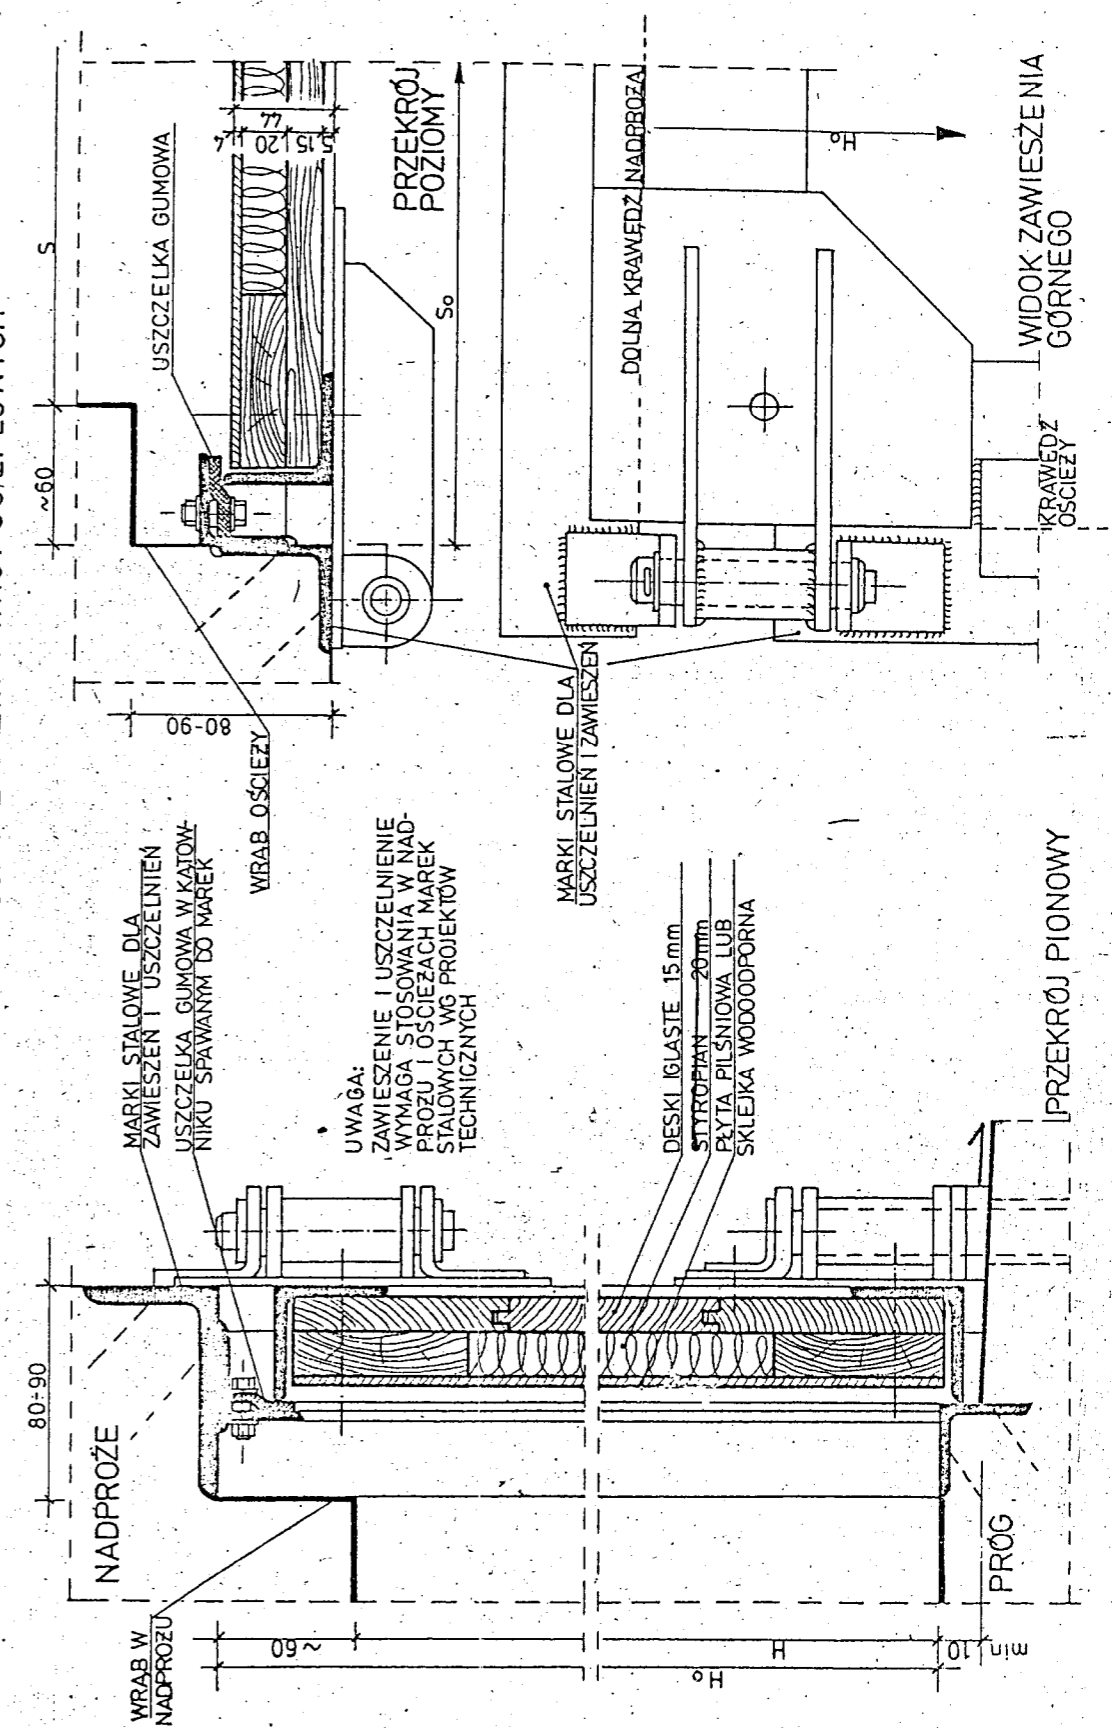 USZCZELKA GUMOWA
S
~60
4
20
5.15
44
PRZEKRÓJ
POZIOMY
So
80-90
WRĄB OŚCIEŻY
DOLNA KRAWĘDŹ NADPROŻA
Ho
WIDOK ZAWIESZENIA
GÓRNEGO
KRAWĘDŹ
OŚCIEŻY
MARKI STALOWE DLA
USZCZELNIEŃ I ZAWIESZEŃ
MARKI STALOWE DLA
ZAWIESZEŃ I USZCZELNIEŃ
USZCZELKA GUMOWA W KĄTOW-
NIKU SPAWANYM DO MAREK
UWAGA:
ZAWIESZENIE I USZCZELNIENIE
WYMAGA STOSOWANIA W NAD-
PROŻU I OŚCIEŻACH MAREK
STALOWYCH WG PROJEKTÓW
TECHNICZNYCH
DESKI IGLASTE 15mm
STYROPIAN 20mm
PŁYTA PILŚNIOWA LUB
SKLEJKA WODOODPORNA
PRZEKRÓJ PIONOWY
80÷90
NADPROŻE
PRÓG
WRĄB W
NADPROŻU
~60
H
Ho
min.10